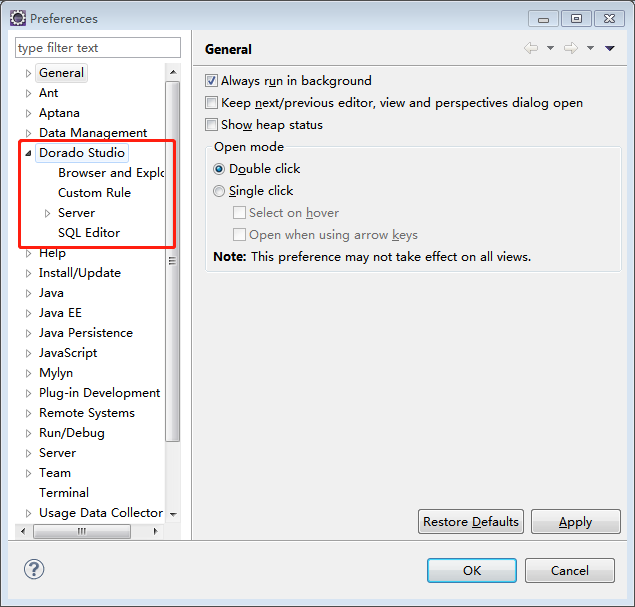 Preferences
type filter text
General
Ant
Aptana
Data Management
Dorado Studio
Browser and Explo
Custom Rule
Server
SQL Editor
Help
Install/Update
Java
Java EE
Java Persistence
JavaScript
Mylyn
Plug-in Development
Remote Systems
Run/Debug
Server
Team
Terminal
Usage Data Collector
General
Always run in background
Keep next/previous editor, view and perspectives dialog open
Show heap status
Open mode
Double click
Single click
Select on hover
Open when using arrow keys
Note: This preference may not take effect on all views.
Restore Defaults
Apply
?
OK
Cancel